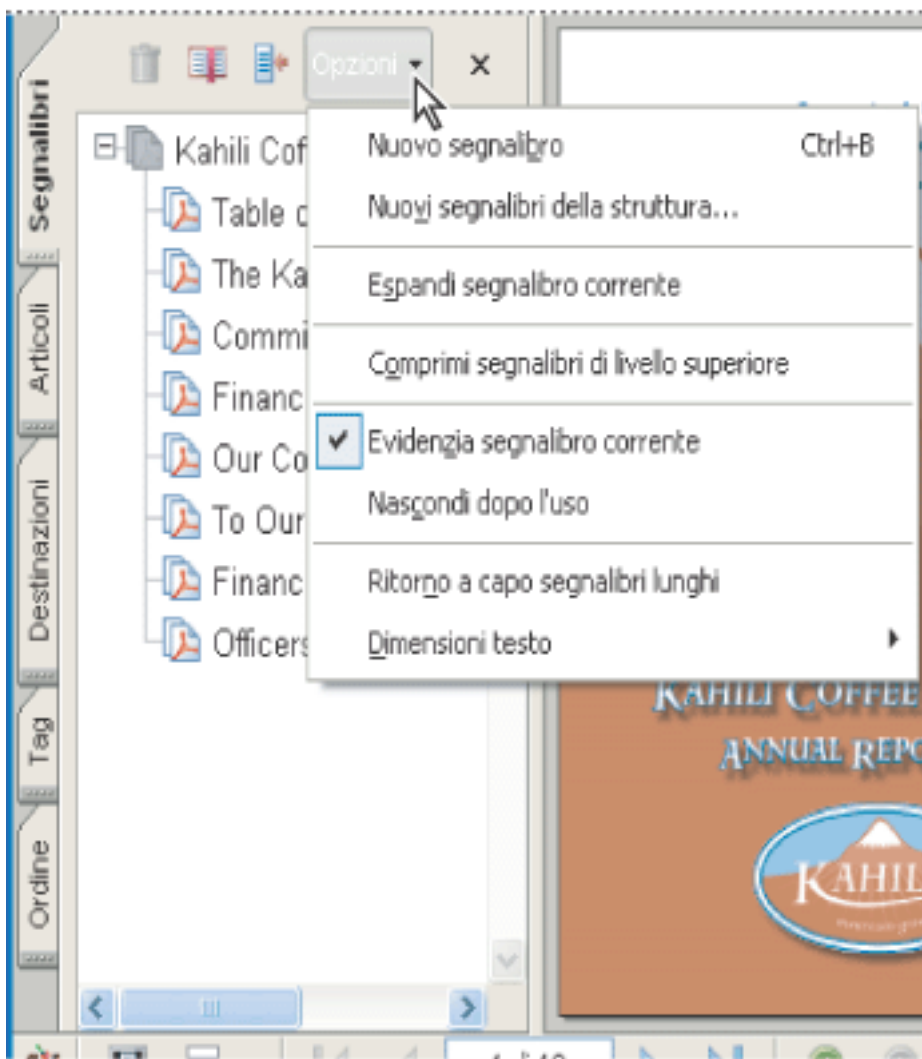 Opzioni
Segnalibri
Articoli
Destinazioni
Tag
Ordine
Kahili Cof
Table
The Ka
Commi
Financ
Our Co
To Our
Financ
Officers
Nuovo segnalibro Ctrl+B
Nuovi segnalibri della struttura...
Espandi segnalibro corrente
Comprimi segnalibri di livello superiore
Evidenzia segnalibro corrente
Nascondi dopo l'uso
Ritorno a capo segnalibri lunghi
Dimensioni testo
KAHILI COFFEE
ANNUAL REPO
KAHIL